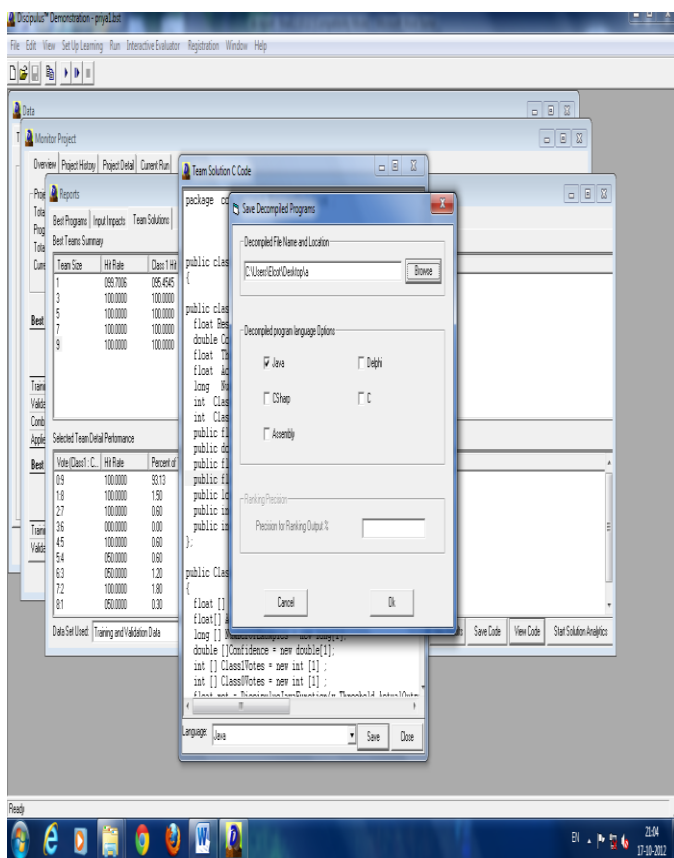 Discipulus™ Demonstration - priya1.bst
File Edit View Set Up Learning Run Interactive Evaluator Registration Window Help
Data
Monitor Project
Overview Project History Project Detail Current Run
Reports
Best Programs Input Impacts Team Solutions
Best Teams Summary
Team Size Hit Rate Class 1 Hit
1 099.7006 095.4545
3 100.0000 100.0000
5 100.0000 100.0000
7 100.0000 100.0000
9 100.0000 100.0000
Selected Team Detail Performance
Vote (Class1 : C... Hit Rate Percent of
0:9 100.0000 93.13
1:8 100.0000 1.50
2:7 100.0000 0.60
3:6 000.0000 0.00
4:5 100.0000 0.60
5:4 050.0000 0.60
6:3 050.0000 1.20
7:2 100.0000 1.80
8:1 050.0000 0.30
Data Set Used: Training and Validation Data
Save Code View Code Start Solution Analytics
Best
Best
Team Solution C Code
package
public clas
{
public clas
float Res
double Co
float Th
float Ac
long Nu
int Clas
int Clas
public fl
public do
public fl
public fl
public lo
public in
public in
};
public Clas
{
float []
float[] A
long []
double []Confidence = new double[1];
int [] Class1Votes = new int [1] ;
int [] Class0Votes = new int [1] ;
Language: Java Save Close
Save Decompiled Programs
Decompiled File Name and Location
C:\Users\Elcot\Desktop\a Browse
Decompiled program language Options
Java Delphi
CSharp C
Assembly
Ranking Precision
Precision for Ranking Output %
Cancel Ok
Ready
EN 21:04
17-10-2012